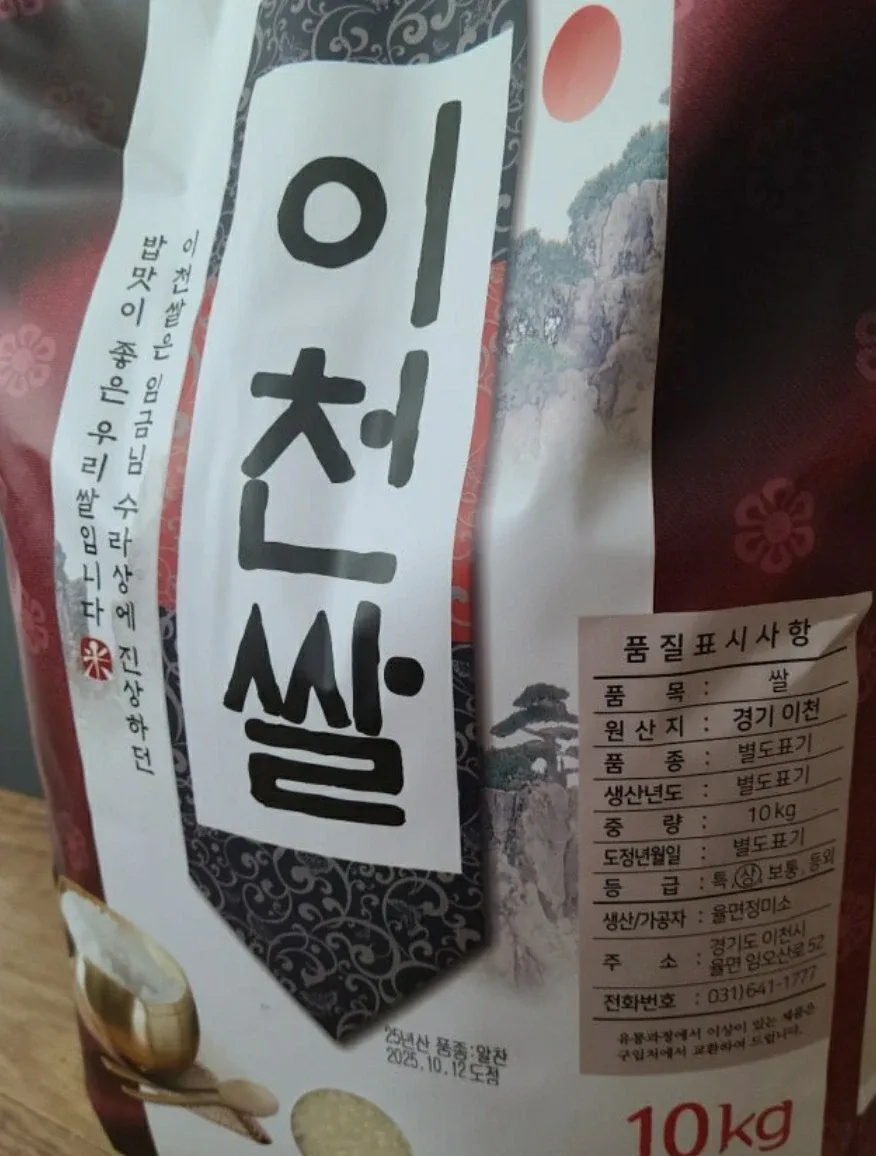 이천쌀
이천쌀은 임금님 수라상에 진상하던
밥맛이 좋은 우리쌀입니다
米
품질표시사항
품 목 : 쌀
원산지 : 경기 이천
품 종 : 별도표기
생산년도 : 별도표기
중 량 : 10kg
도정년월일 : 별도표기
등 급 : 특, 상, 보통, 등외
생산/가공자 : 율면정미소
주 소 : 경기도 이천시
율면 임오산로 52
전화번호 : 031)641-1777
유통과정에서 이상이 있는 제품은
구입처에서 교환하여 드립니다.
25년산 품종:알찬
2025.10.12도정
10kg